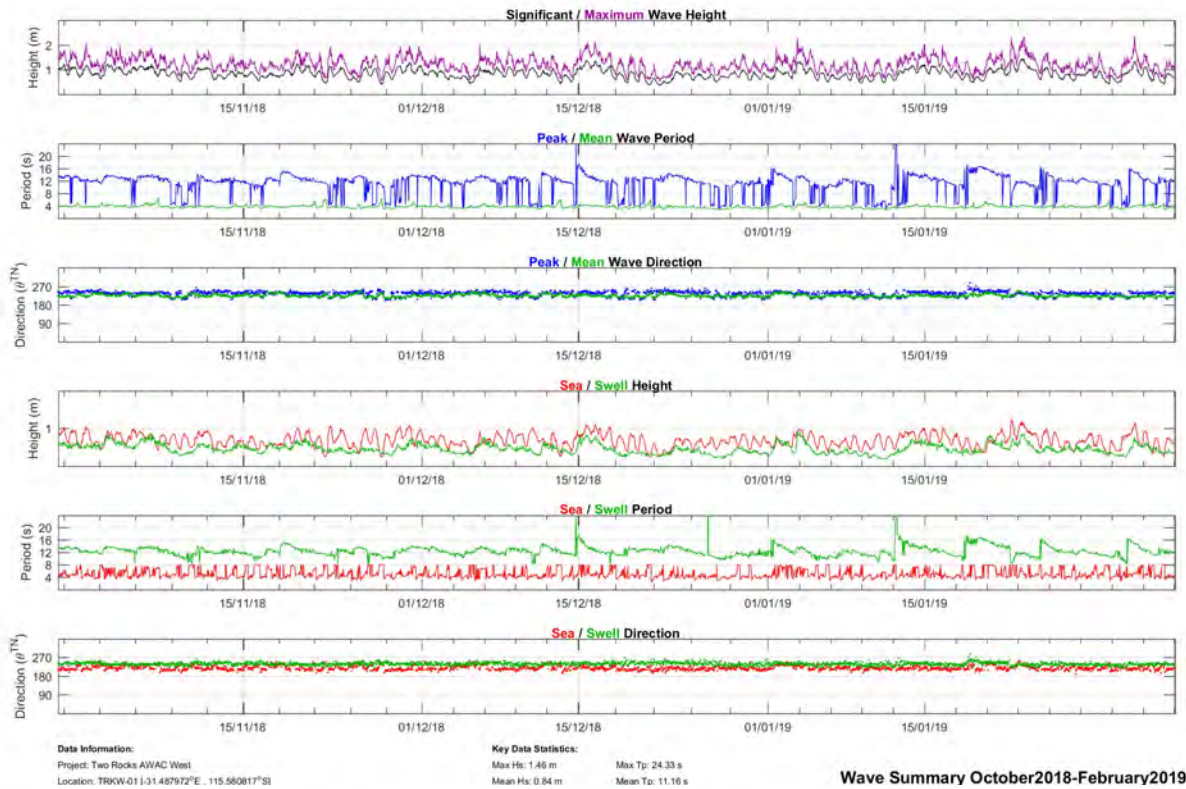 Significant / Maximum Wave Height
Height (m)
2
1
15/11/18 01/12/18 15/12/18 01/01/19 15/01/19
Peak / Mean Wave Period
Period (s)
20
16
12
8
4
15/11/18 01/12/18 15/12/18 01/01/19 15/01/19
Peak / Mean Wave Direction
Direction (θTN)
270
180
90
15/11/18 01/12/18 15/12/18 01/01/19 15/01/19
Sea / Swell Height
Height (m)
1
15/11/18 01/12/18 15/12/18 01/01/19 15/01/19
Sea / Swell Period
Period (s)
20
16
12
8
4
15/11/18 01/12/18 15/12/18 01/01/19 15/01/19
Sea / Swell Direction
Direction (θTN)
270
180
90
15/11/18 01/12/18 15/12/18 01/01/19 15/01/19
Data Information:
Project: Two Rocks AWAC West
Location: TRKW-01 [-31.487972°E , 115.580817°S]
Key Data Statistics:
Max Hs: 1.46 m Max Tp: 24.33 s
Mean Hs: 0.84 m Mean Tp: 11.16 s
Wave Summary October2018-February2019